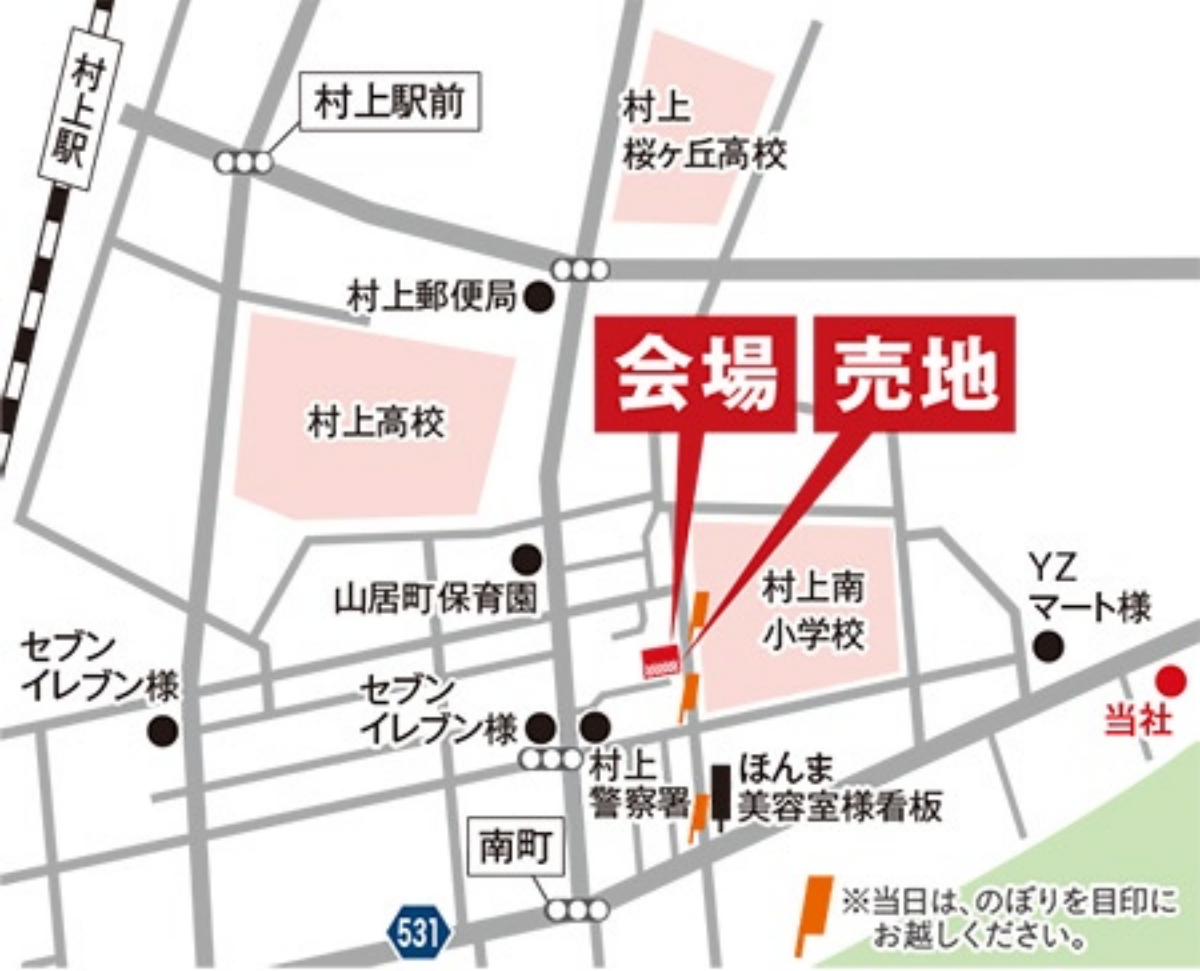 村上駅
村上駅前
村上
桜ヶ丘高校
村上郵便局
会場
売地
村上高校
山居町保育園
村上南
小学校
YZ
マート様
セブン
イレブン様
セブン
イレブン様
当社
村上
警察署
ほんま
美容室様看板
南町
531
※当日は、のぼりを目印に
お越しください。